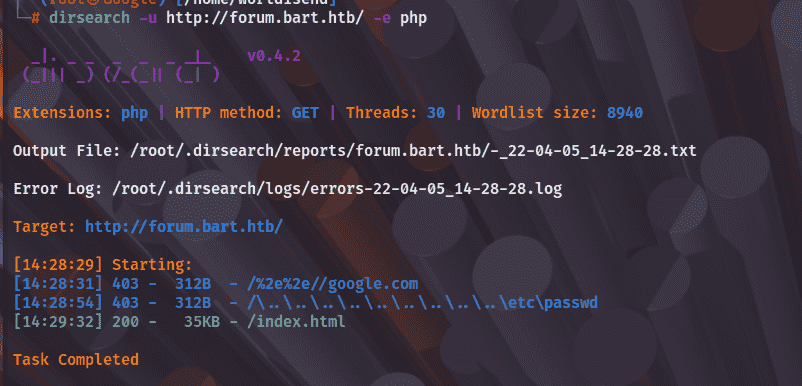 (root㉿Google)-[/home/world1send]
# dirsearch -u http://forum.bart.htb/ -e php
_|. _ _ _ _ _ _|_ v0.4.2
(_||| _) (/_(_|| (_| )
Extensions: php | HTTP method: GET | Threads: 30 | Wordlist size: 8940
Output File: /root/.dirsearch/reports/forum.bart.htb/-_22-04-05_14-28-28.txt
Error Log: /root/.dirsearch/logs/errors-22-04-05_14-28-28.log
Target: http://forum.bart.htb/
[14:28:29] Starting:
[14:28:31] 403 - 312B - /%2e%2e//google.com
[14:28:54] 403 - 312B - /\..\..\..\..\..\..\..\..\..\etc\passwd
[14:29:32] 200 - 35KB - /index.html
Task Completed